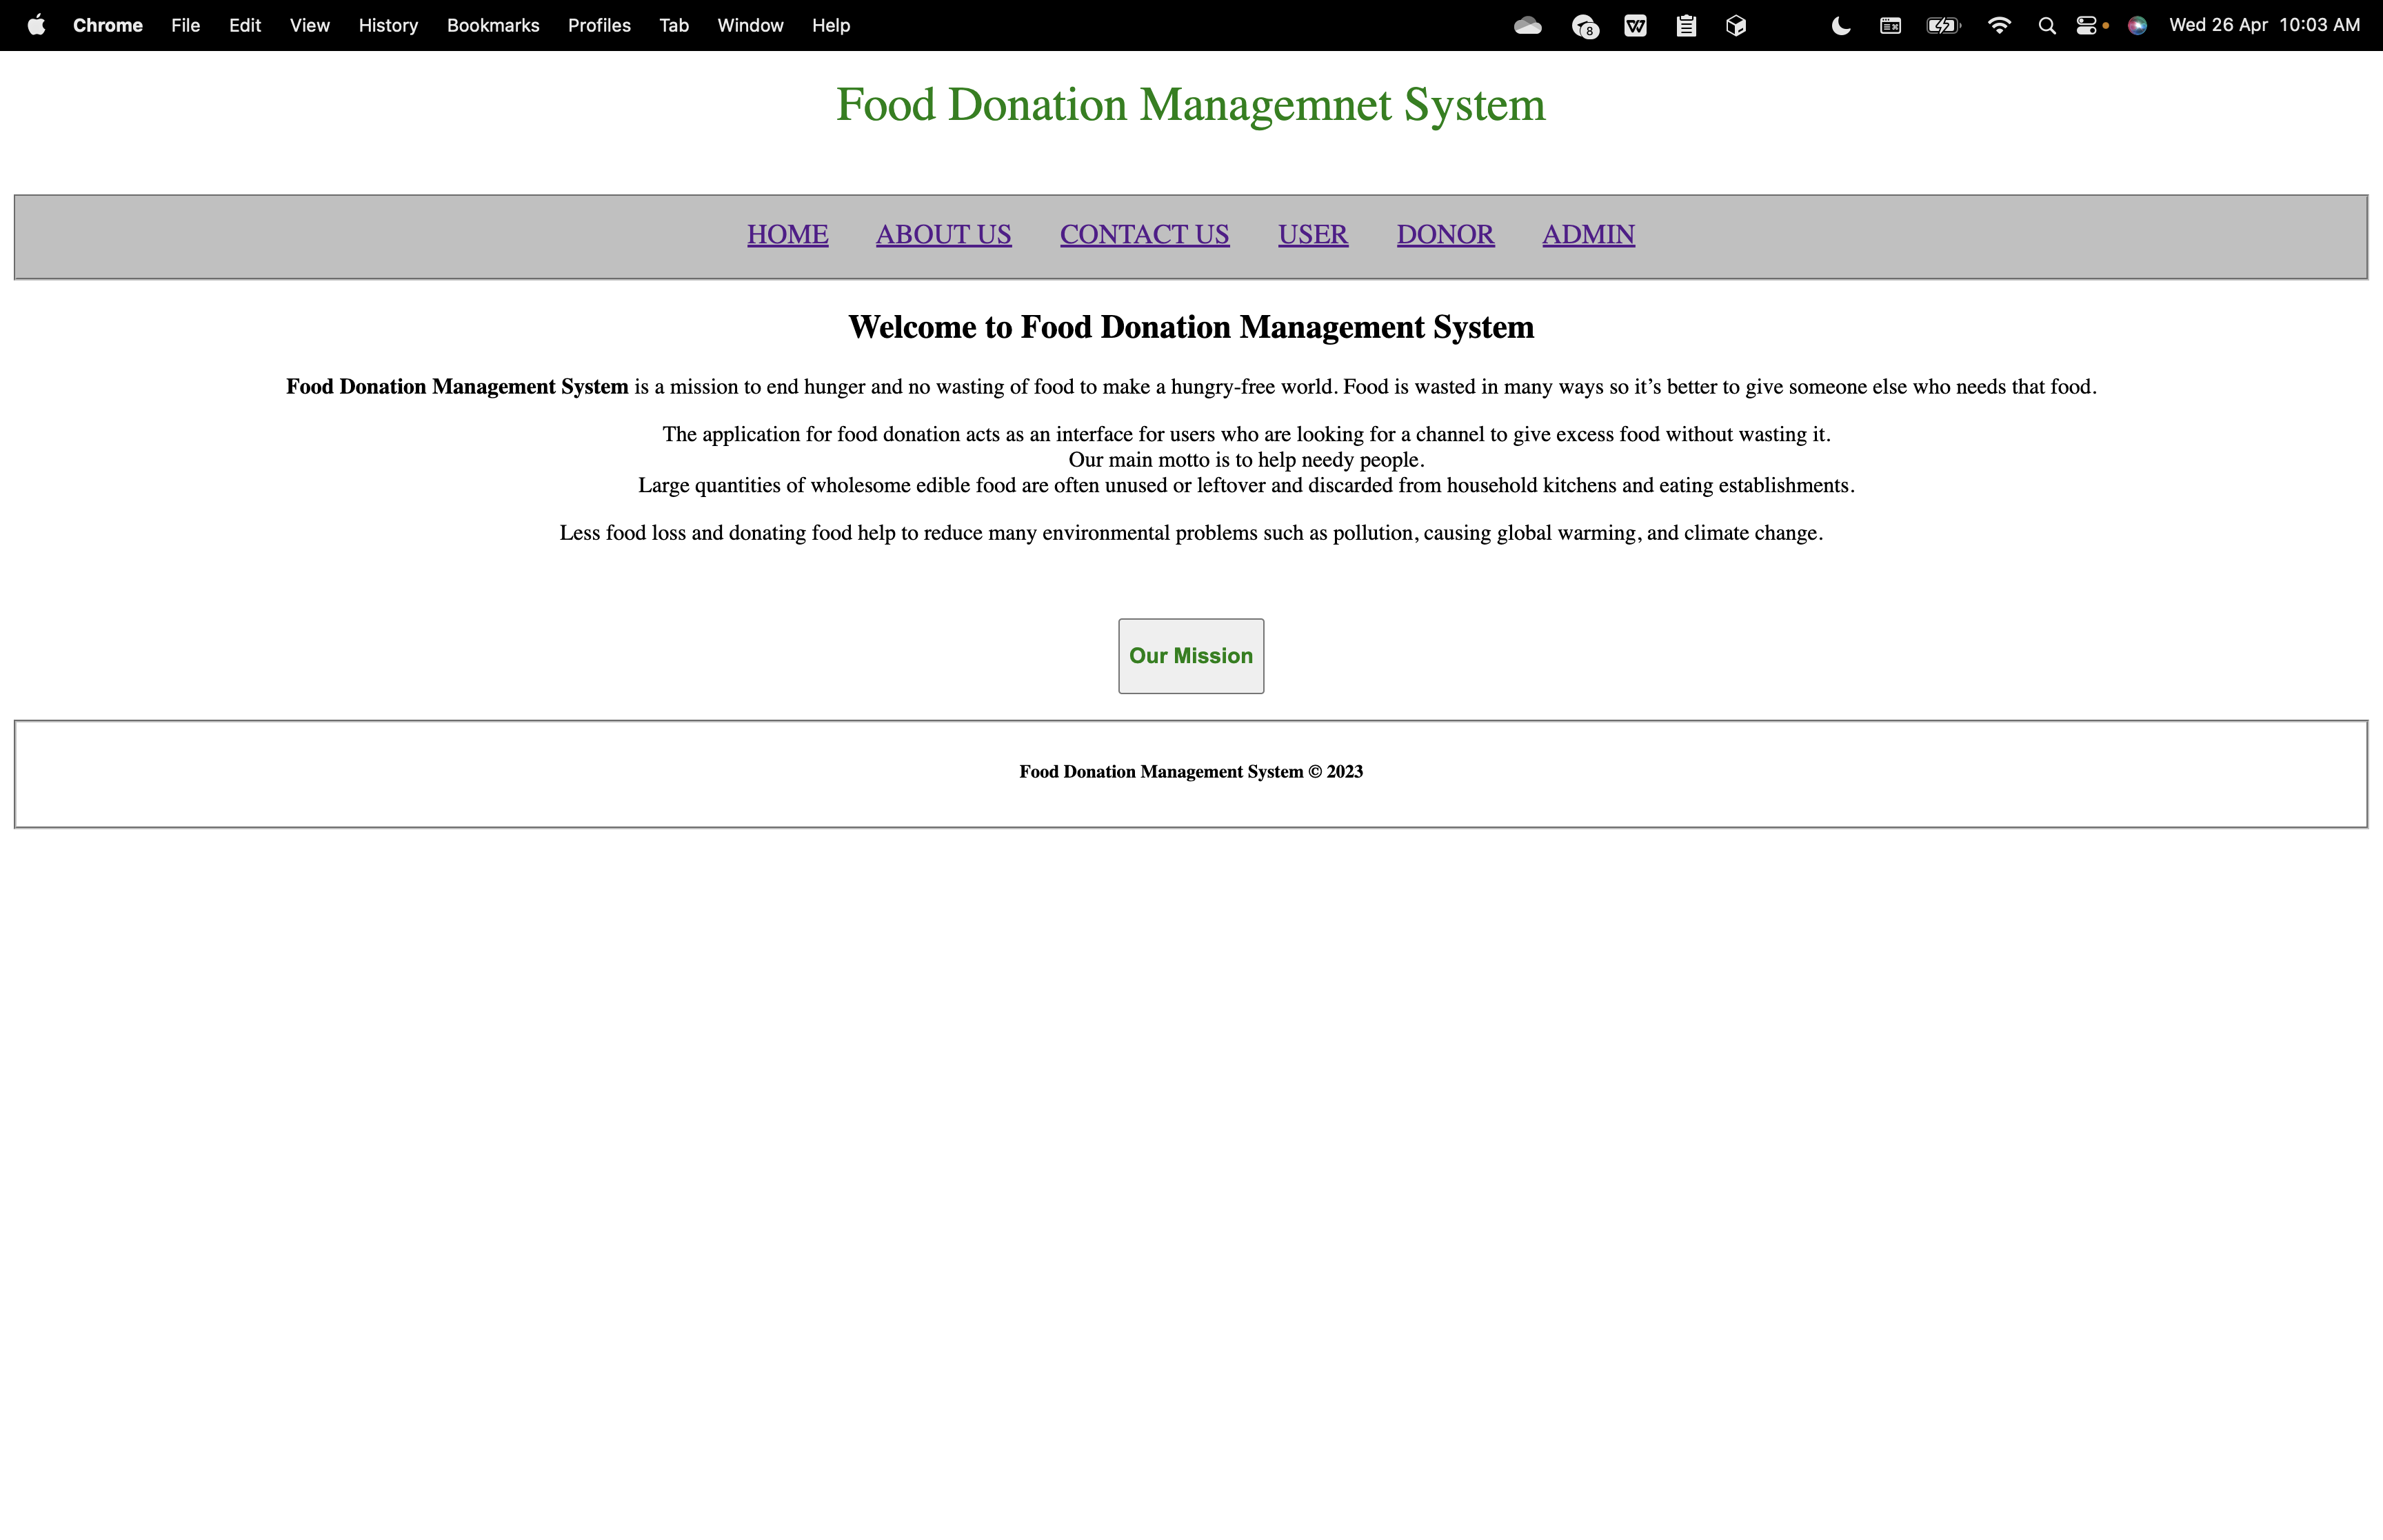 Chrome File Edit View History Bookmarks Profiles Tab Window Help 8 W Wed 26 Apr 10:03 AM
Food Donation Managemnet System
HOME ABOUT US CONTACT US USER DONOR ADMIN
Welcome to Food Donation Management System
Food Donation Management System is a mission to end hunger and no wasting of food to make a hungry-free world. Food is wasted in many ways so it’s better to give someone else who needs that food.
The application for food donation acts as an interface for users who are looking for a channel to give excess food without wasting it.
Our main motto is to help needy people.
Large quantities of wholesome edible food are often unused or leftover and discarded from household kitchens and eating establishments.
Less food loss and donating food help to reduce many environmental problems such as pollution, causing global warming, and climate change.
Our Mission
Food Donation Management System © 2023